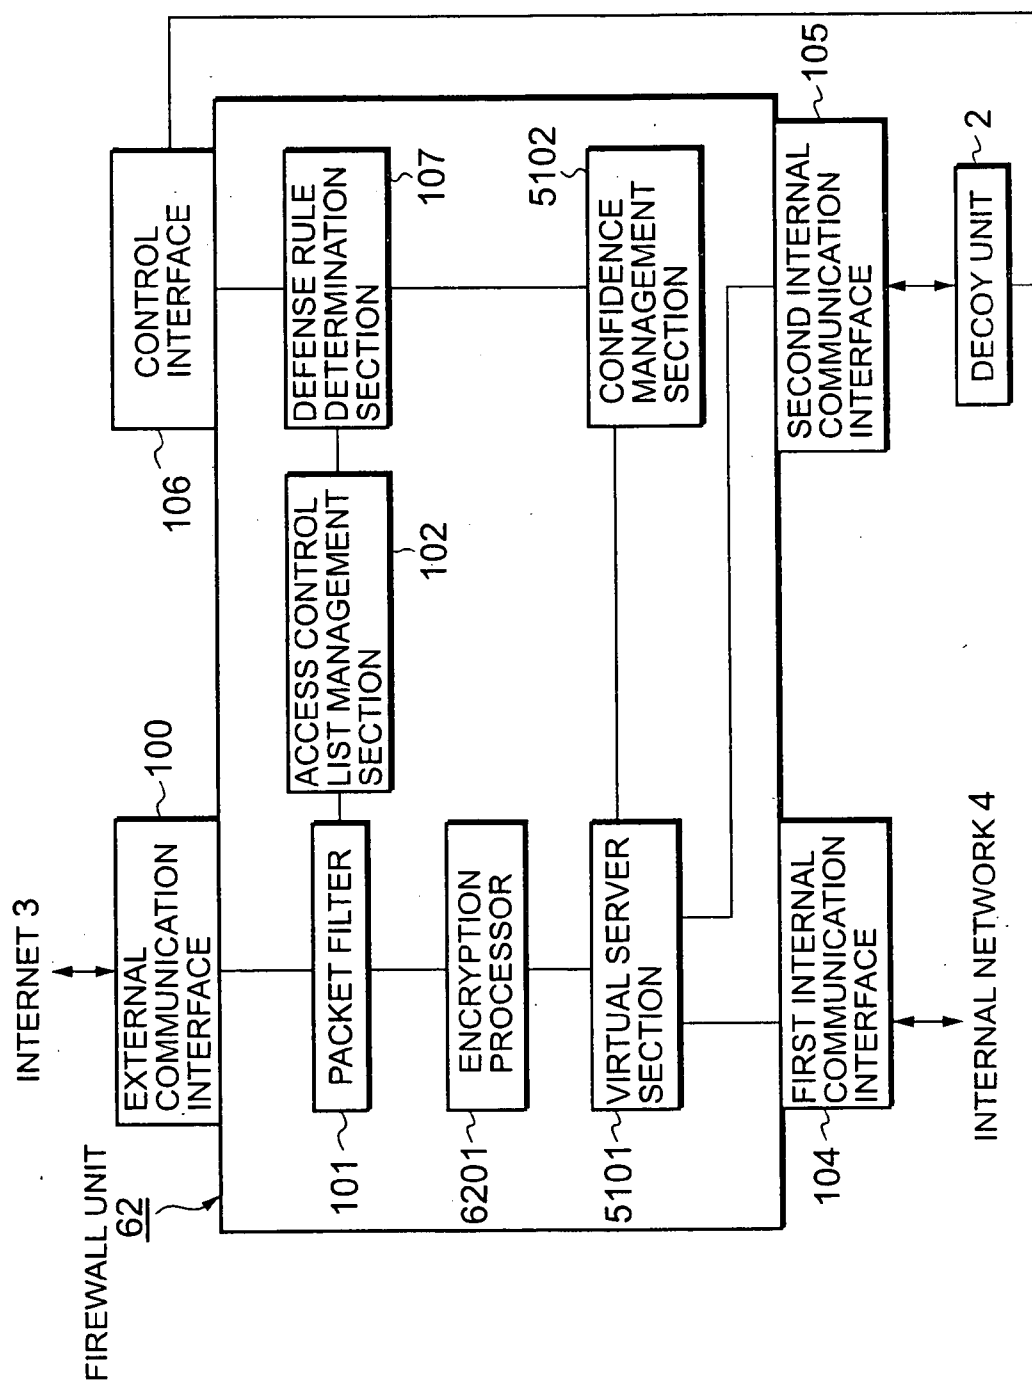 FIREWALL UNIT
62
INTERNET 3
EXTERNAL
COMMUNICATION
INTERFACE
100
CONTROL
INTERFACE
106
PACKET FILTER
101
ACCESS CONTROL
LIST MANAGEMENT
SECTION
102
DEFENSE RULE
DETERMINATION
SECTION
107
ENCRYPTION
PROCESSOR
6201
VIRTUAL SERVER
SECTION
5101
CONFIDENCE
MANAGEMENT
SECTION
5102
FIRST INTERNAL
COMMUNICATION
INTERFACE
104
SECOND INTERNAL
COMMUNICATION
INTERFACE
105
INTERNAL NETWORK 4
DECOY UNIT
2